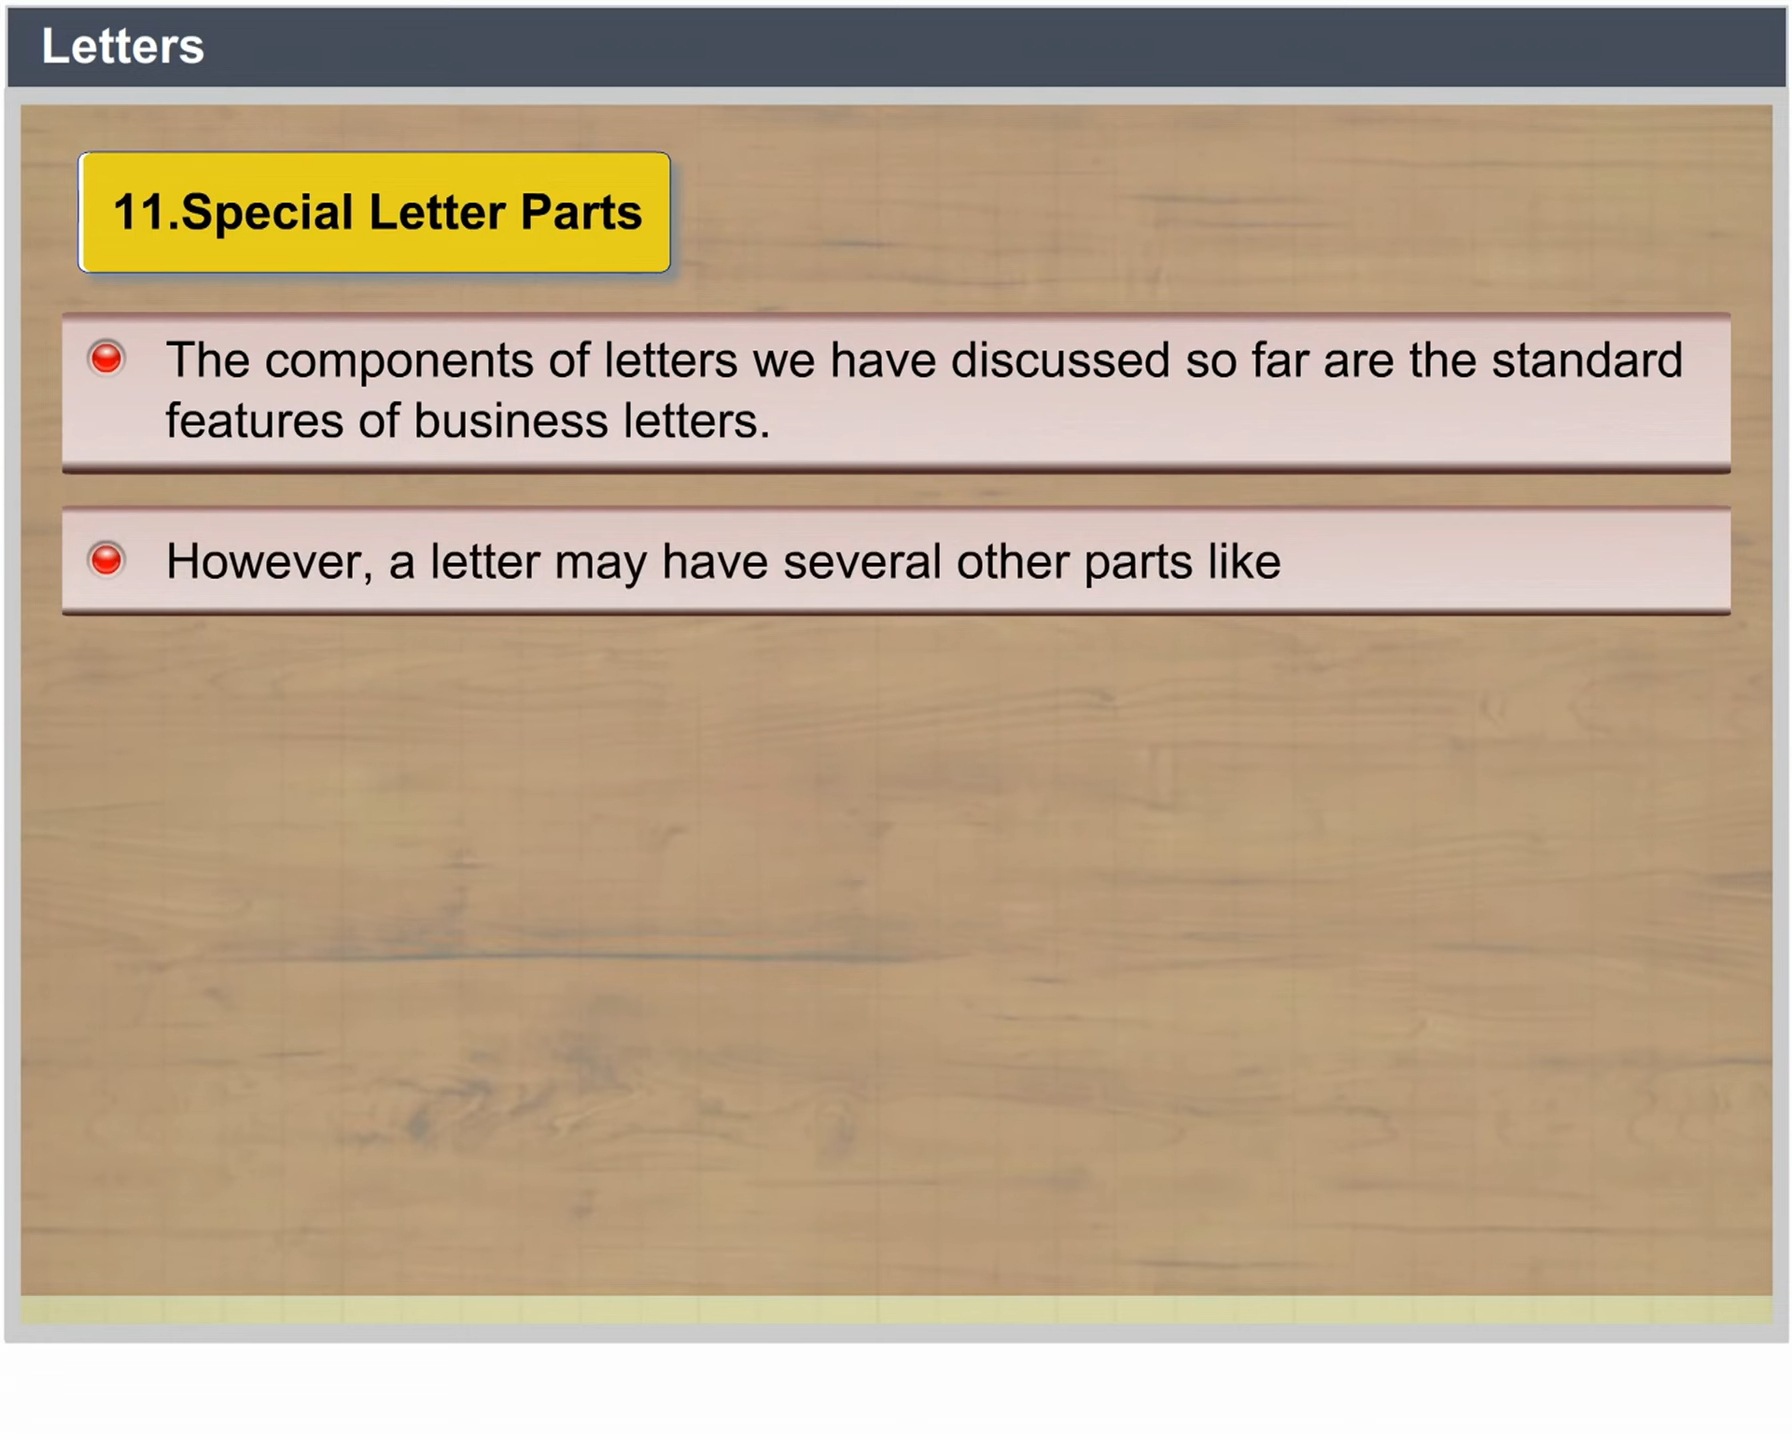 Letters
11.Special Letter Parts
The components of letters we have discussed so far are the standard
features of business letters.
However, a letter may have several other parts like